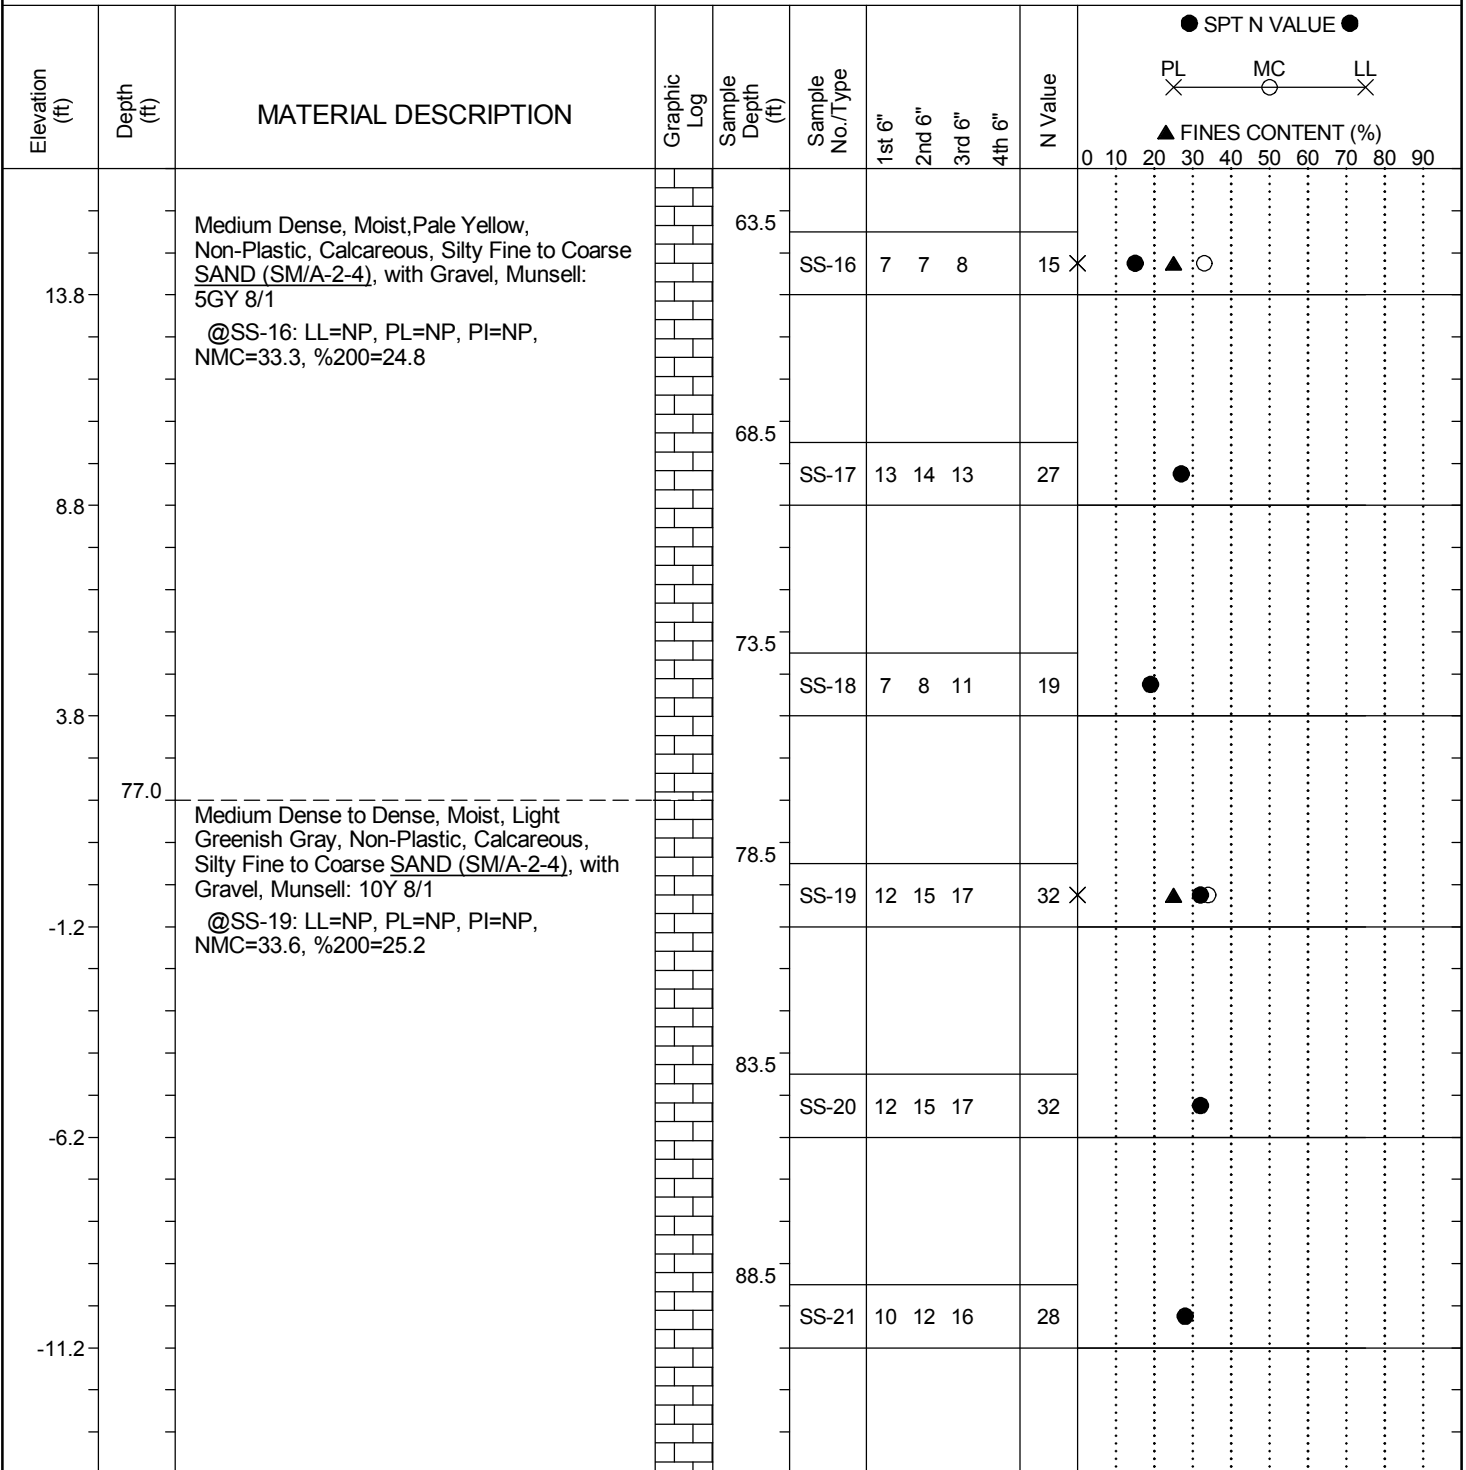 Elevation (ft)
Depth (ft)
MATERIAL DESCRIPTION
Graphic Log
Sample Depth (ft)
Sample No./Type
1st 6"
2nd 6"
3rd 6"
4th 6"
N Value
● SPT N VALUE ●
PL MC LL
▲ FINES CONTENT (%)
0 10 20 30 40 50 60 70 80 90
Medium Dense, Moist,Pale Yellow,
Non-Plastic, Calcareous, Silty Fine to Coarse
SAND (SM/A-2-4), with Gravel, Munsell:
5GY 8/1
@SS-16: LL=NP, PL=NP, PI=NP,
NMC=33.3, %200=24.8
63.5
SS-16 7 7 8 15
13.8
68.5
SS-17 13 14 13 27
8.8
73.5
SS-18 7 8 11 19
3.8
77.0
Medium Dense to Dense, Moist, Light
Greenish Gray, Non-Plastic, Calcareous,
Silty Fine to Coarse SAND (SM/A-2-4), with
Gravel, Munsell: 10Y 8/1
@SS-19: LL=NP, PL=NP, PI=NP,
NMC=33.6, %200=25.2
78.5
SS-19 12 15 17 32
-1.2
83.5
SS-20 12 15 17 32
-6.2
88.5
SS-21 10 12 16 28
-11.2